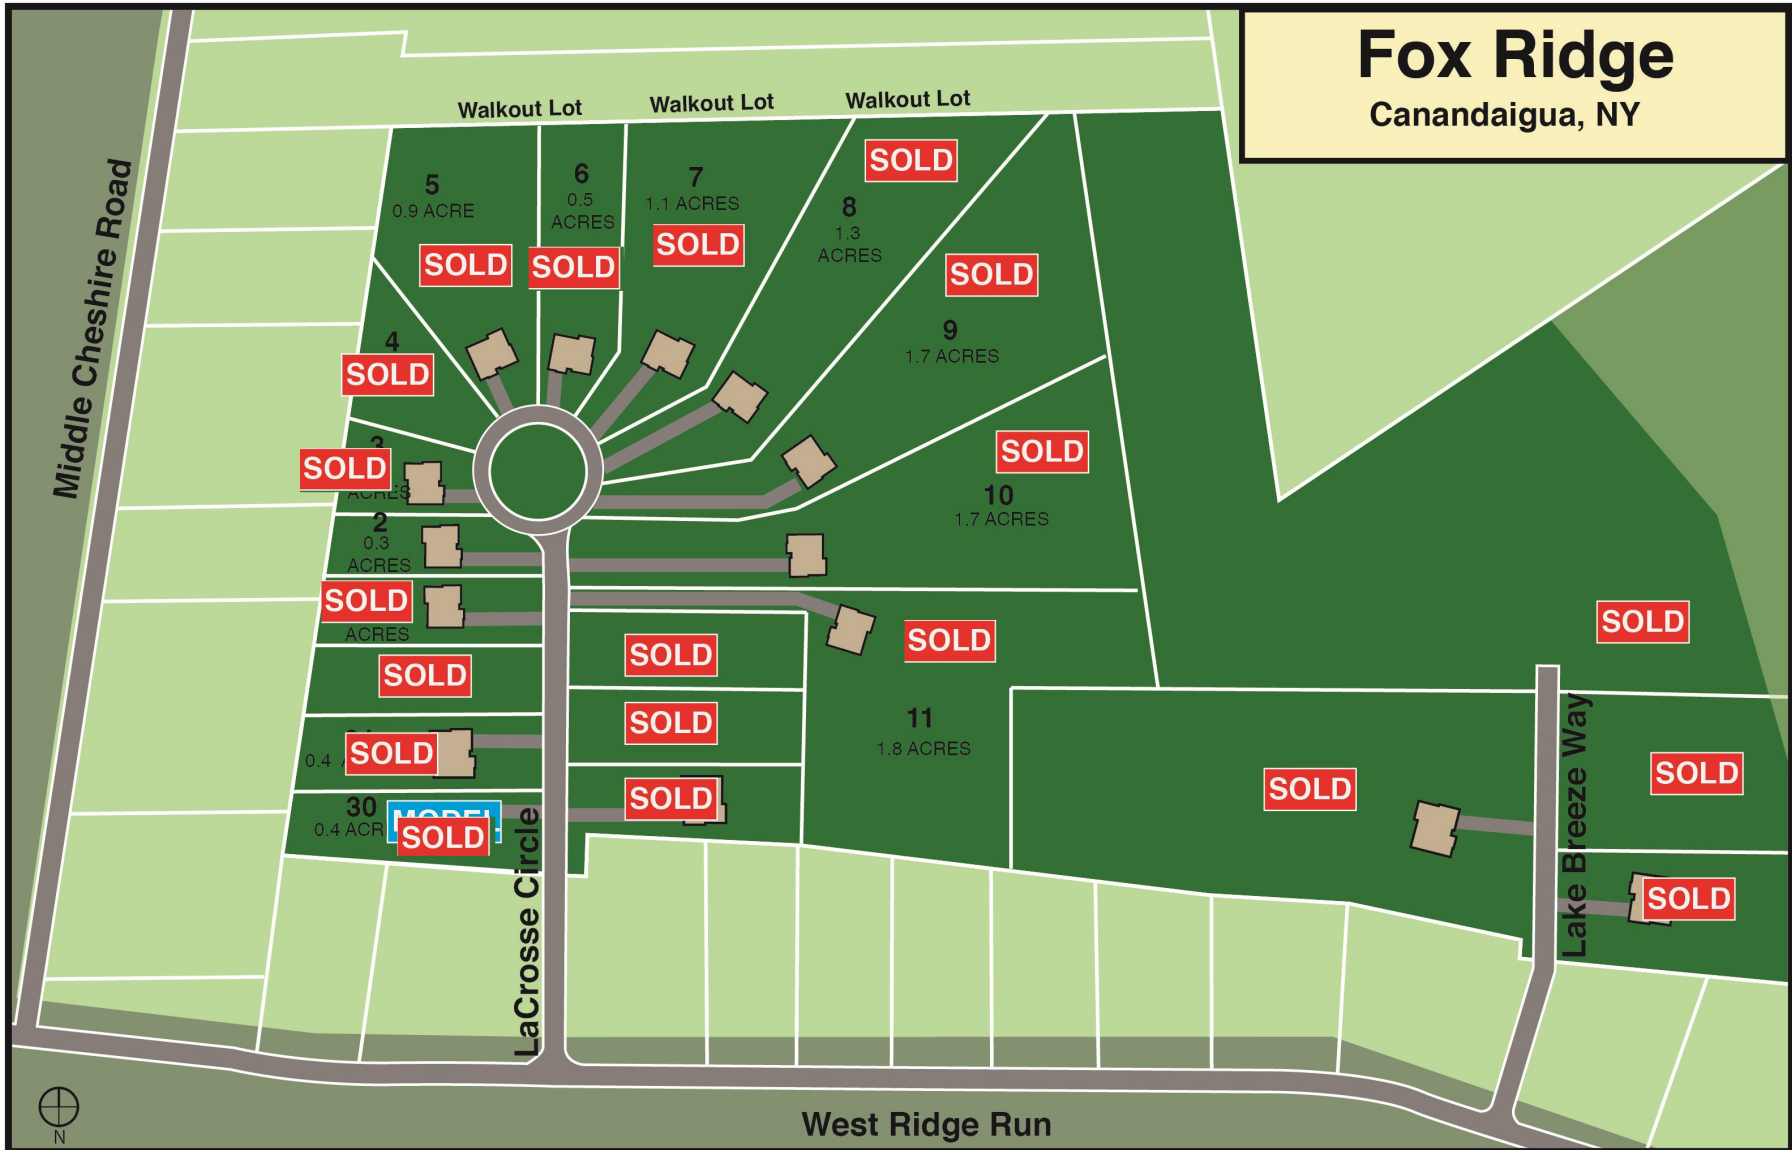 Fox Ridge
Canandaigua, NY
Walkout Lot
Walkout Lot
Walkout Lot
Middle Cheshire Road
5
0.9 ACRE
SOLD
6
0.5
ACRES
SOLD
7
1.1 ACRES
SOLD
SOLD
8
1.3
ACRES
SOLD
9
1.7 ACRES
4
SOLD
3
SOLD
ACRES
SOLD
10
1.7 ACRES
2
0.3
ACRES
SOLD
ACRES
SOLD
SOLD
SOLD
11
1.8 ACRES
SOLD
SOLD
0.4
SOLD
30
0.4 ACR
MODEL
SOLD
SOLD
SOLD
SOLD
SOLD
SOLD
LaCrosse Circle
Lake Breeze Way
West Ridge Run
N